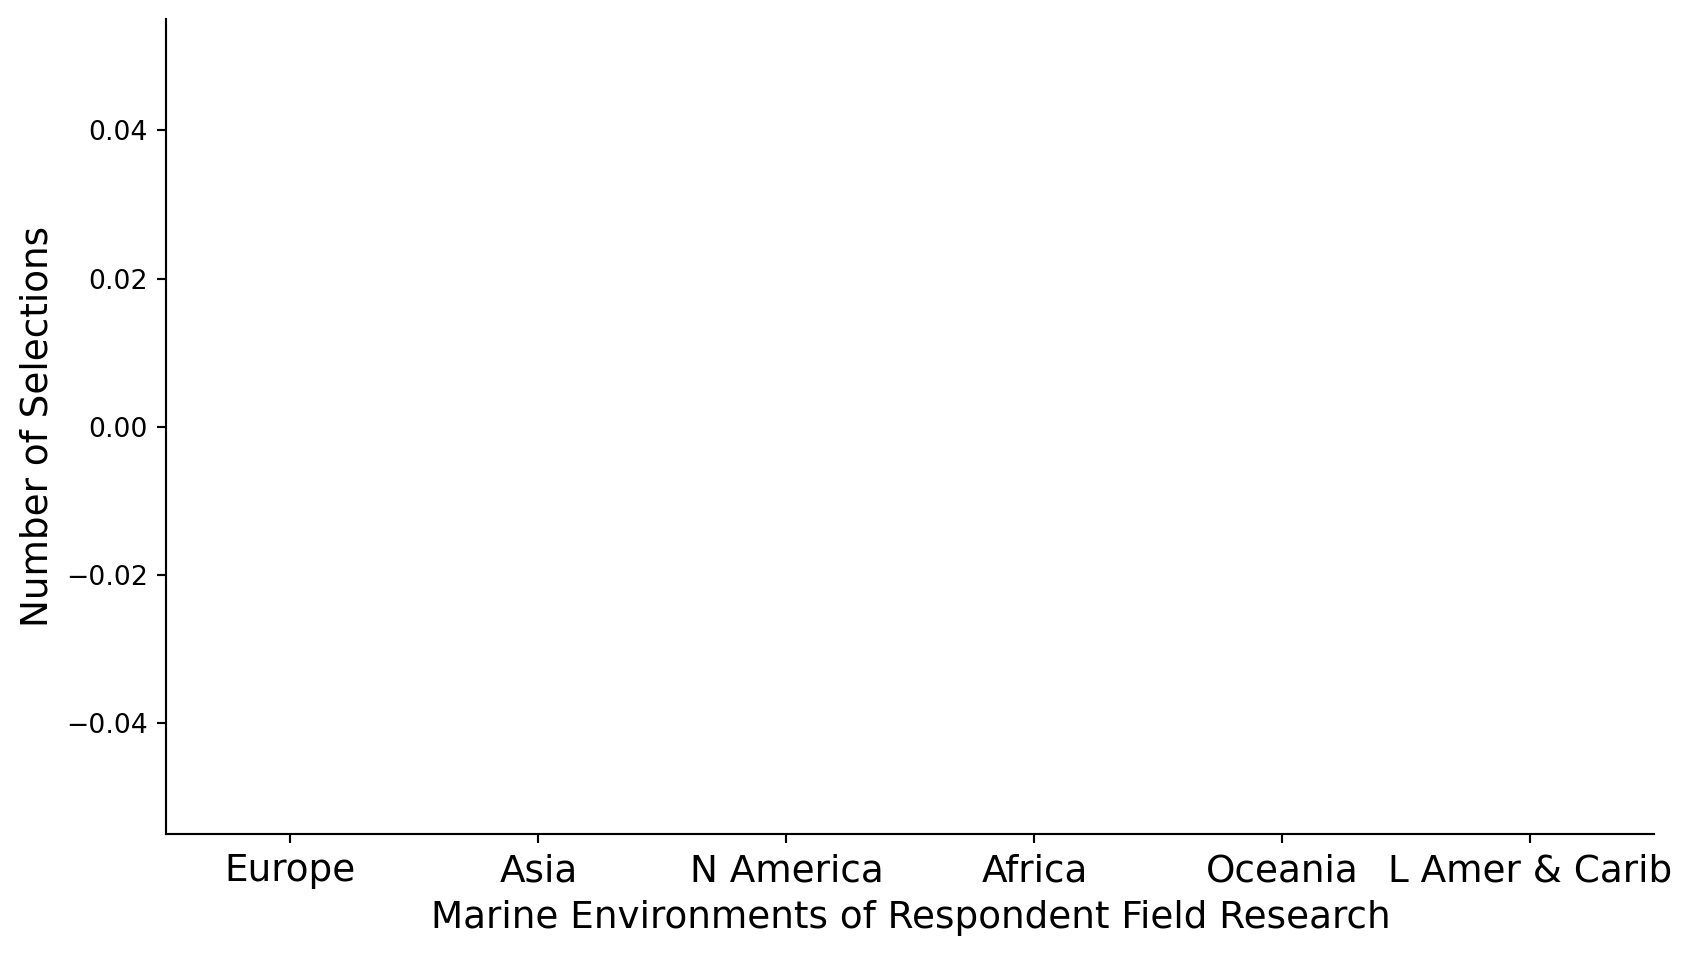 Number of Selections
0.04
0.02
0.00
−0.02
−0.04
Europe Asia N America Africa Oceania L Amer & Carib
Marine Environments of Respondent Field Research